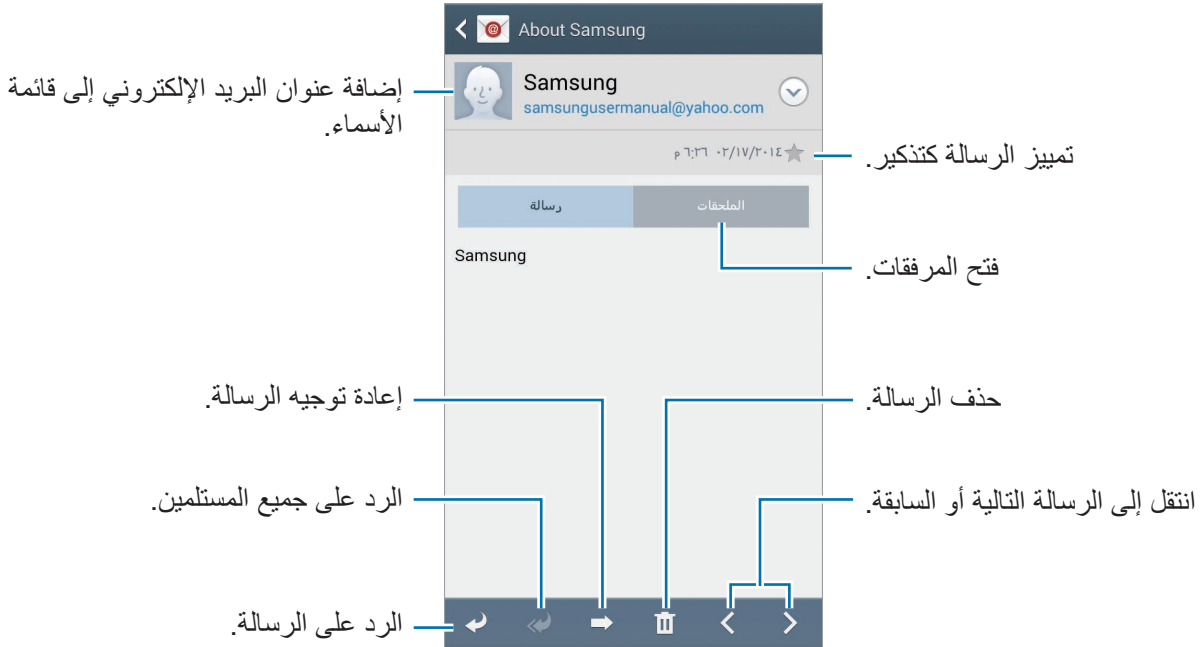 About Samsung
Samsung
samsungusermanual@yahoo.com
إضافة عنوان البريد الإلكتروني إلى قائمة
الأسماء.
٠٢/١٧/٢٠١٤ ٦:٢٦ م
تمييز الرسالة كتذكير.
رسالة
الملحقات
Samsung
فتح المرفقات.
إعادة توجيه الرسالة.
حذف الرسالة.
الرد على جميع المستلمين.
انتقل إلى الرسالة التالية أو السابقة.
الرد على الرسالة.